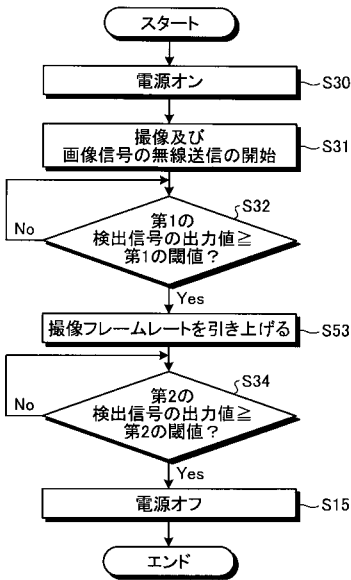 スタート
電源オン
S30
撮像及び
画像信号の無線送信の開始
S31
S32
第1の
検出信号の出力値≧
第1の閾値?
No
Yes
撮像フレームレートを引き上げる
S53
S34
第2の
検出信号の出力値≧
第2の閾値?
No
Yes
電源オフ
S15
エンド